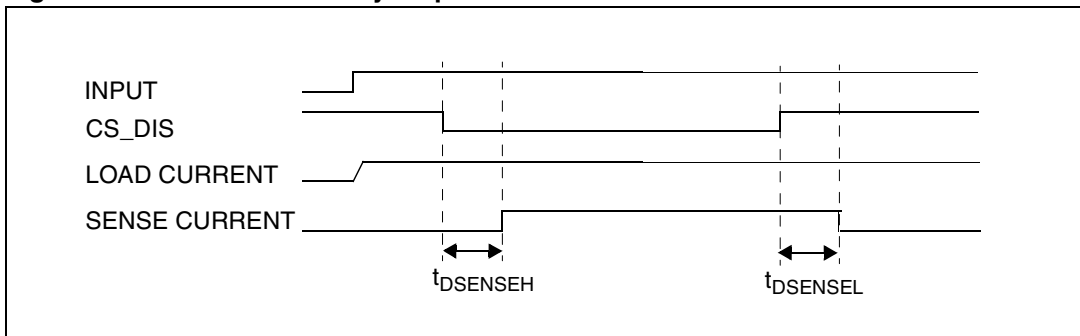 INPUT
CS_DIS
LOAD CURRENT
SENSE CURRENT
tDSENSEH
tDSENSEL